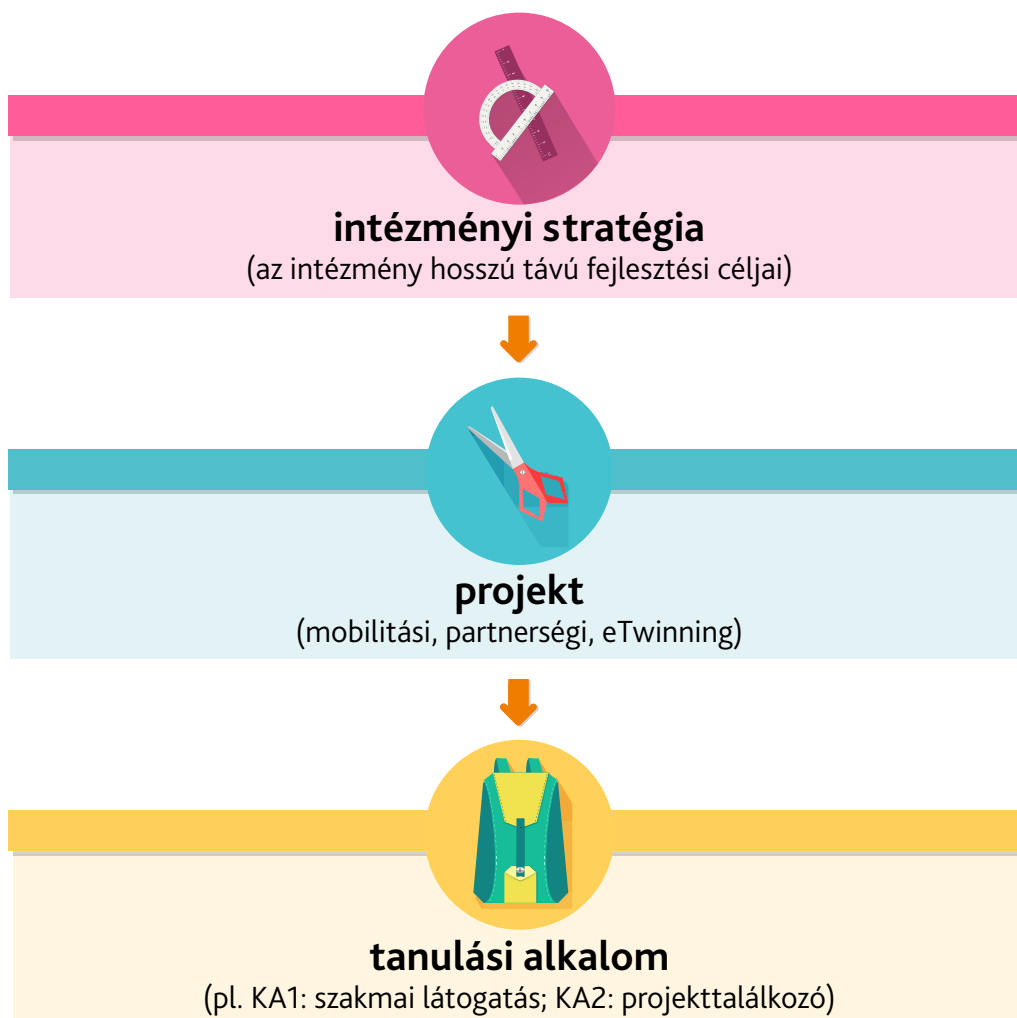 intézményi stratégia
(az intézmény hosszú távú fejlesztési céljai)
projekt
(mobilitási, partnerségi, eTwinning)
tanulási alkalom
(pl. KA1: szakmai látogatás; KA2: projekttalálkozó)